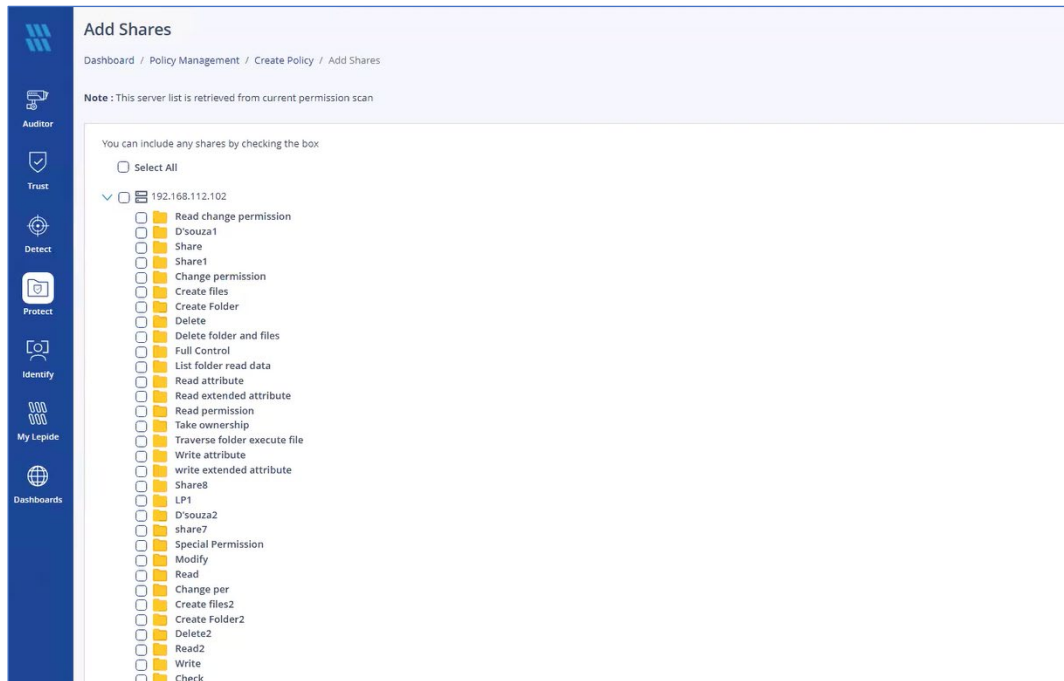 Add Shares
Dashboard / Policy Management / Create Policy / Add Shares
Note : This server list is retrieved from current permission scan
Auditor
Trust
Detect
Protect
Identify
My Lepide
Dashboards
You can include any shares by checking the box
Select All
192.168.112.102
Read change permission
D'souza1
Share
Share1
Change permission
Create files
Create Folder
Delete
Delete folder and files
Full Control
List folder read data
Read attribute
Read extended attribute
Read permission
Take ownership
Traverse folder execute file
Write attribute
write extended attribute
Share8
LP1
D'souza2
share7
Special Permission
Modify
Read
Change per
Create files2
Create Folder2
Delete2
Read2
Write
Check